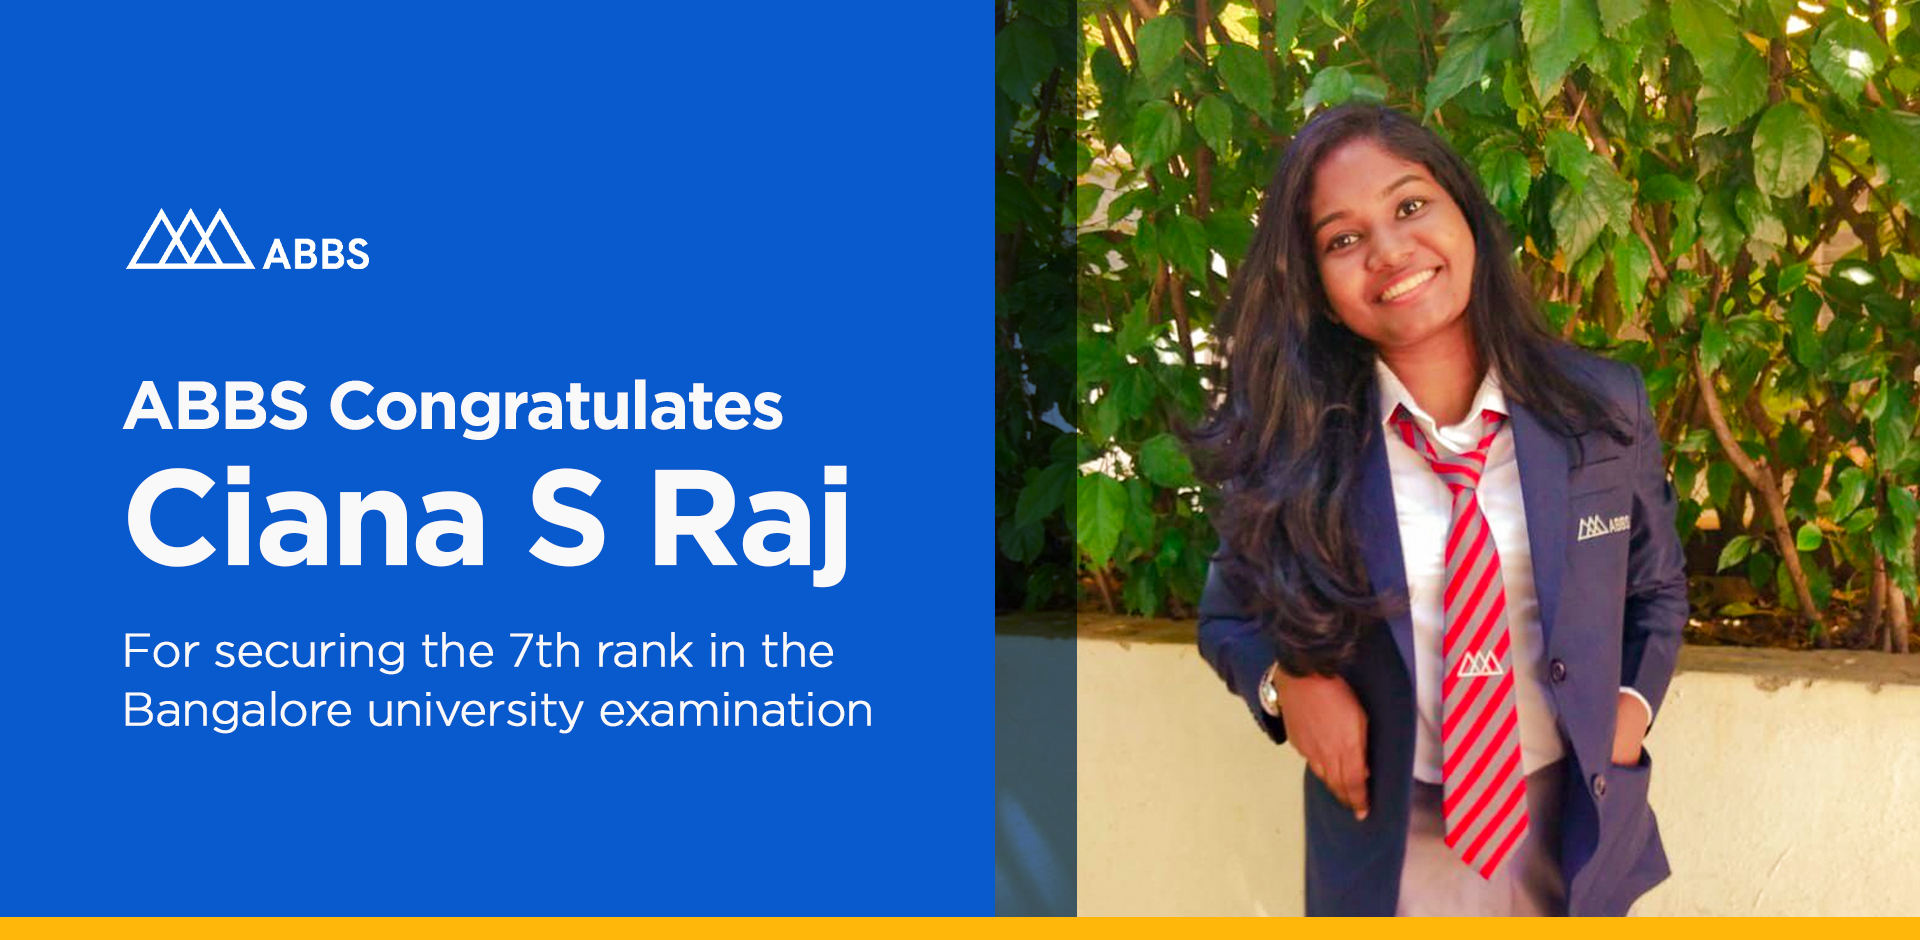 ABBS
ABBS Congratulates
Ciana S Raj
For securing the 7th rank in the
Bangalore university examination
ABBS